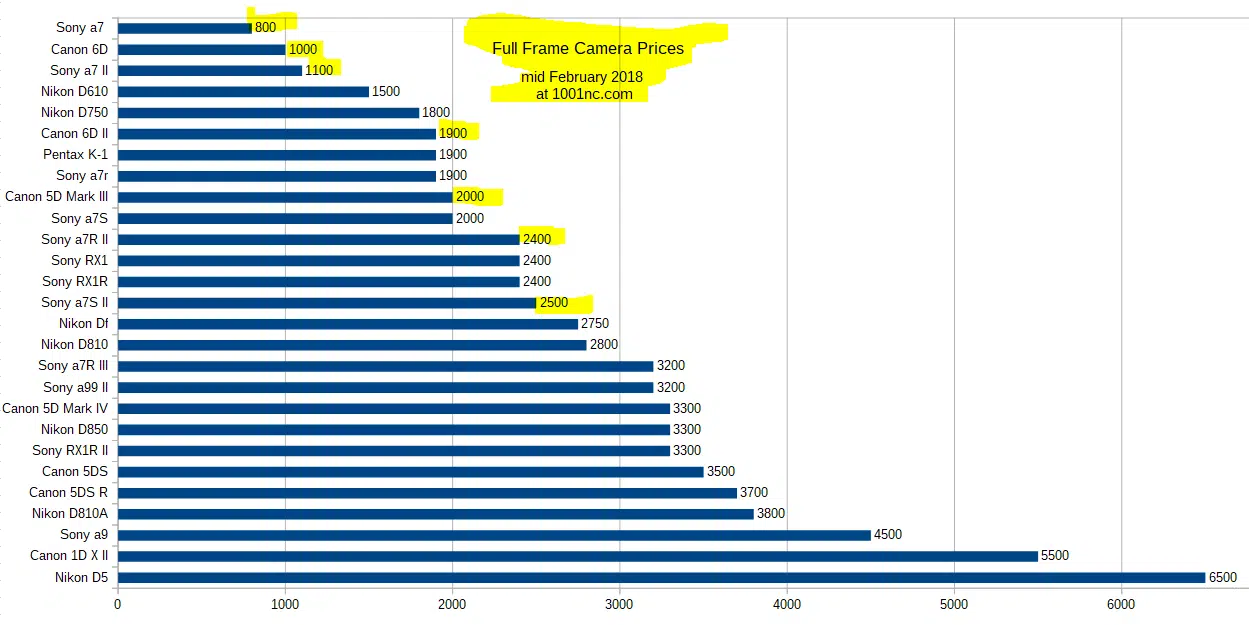 Full Frame Camera Prices
mid February 2018
at 1001nc.com
Sony a7 800
Canon 6D 1000
Sony a7 II 1100
Nikon D610 1500
Nikon D750 1800
Canon 6D II 1900
Pentax K-1 1900
Sony a7r 1900
Canon 5D Mark III 2000
Sony a7S 2000
Sony a7R II 2400
Sony RX1 2400
Sony RX1R 2400
Sony a7S II 2500
Nikon Df 2750
Nikon D810 2800
Sony a7R III 3200
Sony a99 II 3200
Canon 5D Mark IV 3300
Nikon D850 3300
Sony RX1R II 3300
Canon 5DS 3500
Canon 5DS R 3700
Nikon D810A 3800
Sony a9 4500
Canon 1D X II 5500
Nikon D5 6500
0 1000 2000 3000 4000 5000 6000